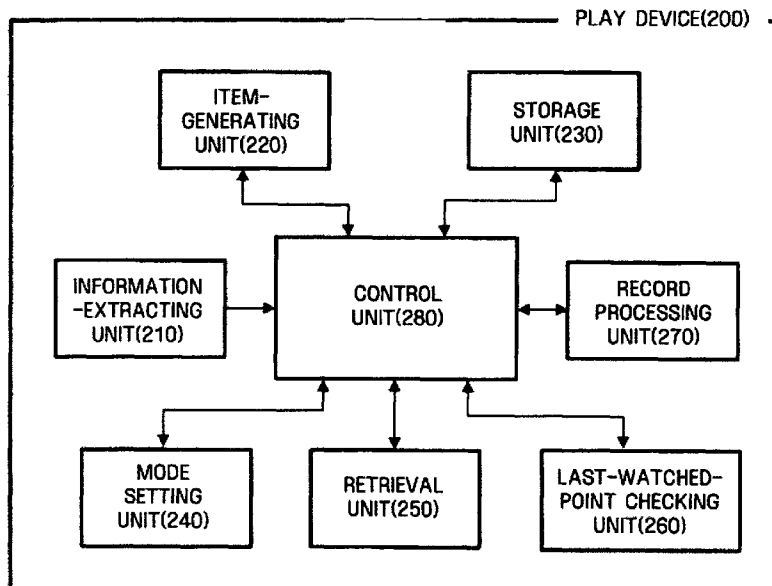 PLAY DEVICE(200)
ITEM-
GENERATING
UNIT(220)
STORAGE
UNIT(230)
INFORMATION
-EXTRACTING
UNIT(210)
CONTROL
UNIT(280)
RECORD
PROCESSING
UNIT(270)
MODE
SETTING
UNIT(240)
RETRIEVAL
UNIT(250)
LAST-WATCHED-
POINT CHECKING
UNIT(260)